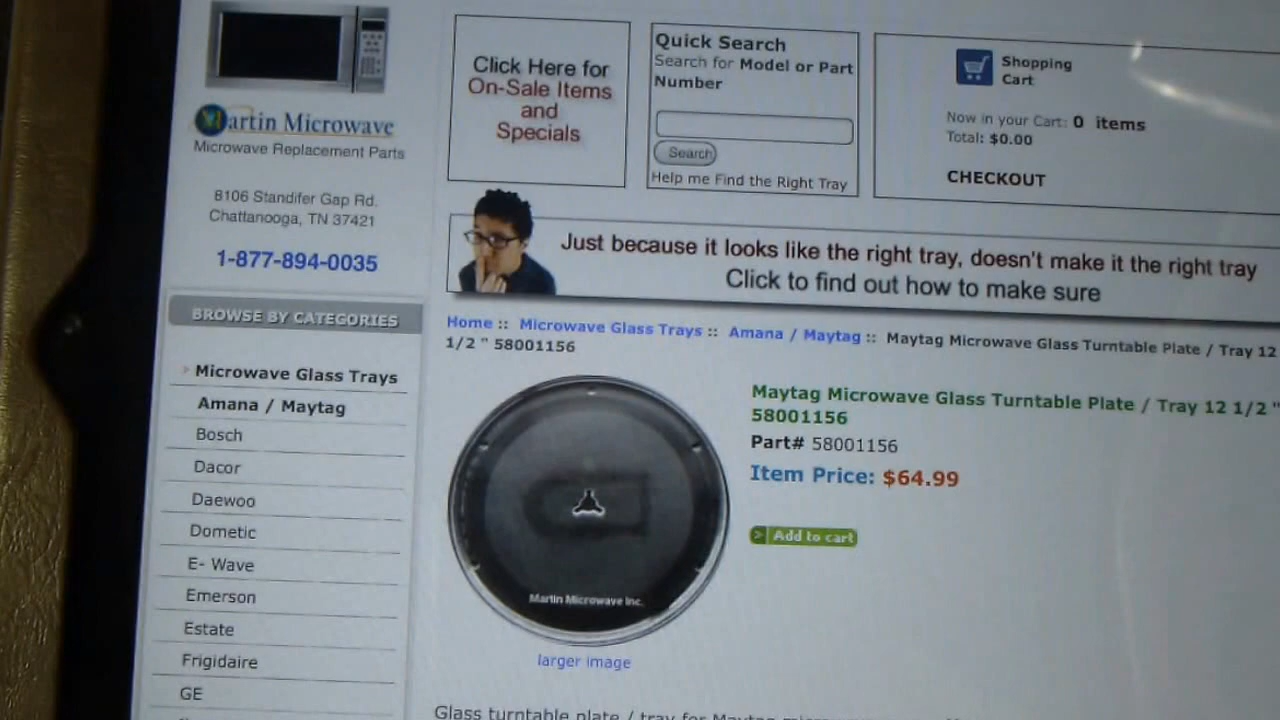 Martin Microwave
Microwave Replacement Parts
8106 Standifer Gap Rd.
Chattanooga, TN 37421
1-877-894-0035
Click Here for
On-Sale Items
and
Specials
Quick Search
Search for Model or Part
Number
Search
Help me Find the Right Tray
Shopping
Cart
Now in your Cart: 0 items
Total: $0.00
CHECKOUT
Just because it looks like the right tray, doesn't make it the right tray
Click to find out how to make sure
BROWSE BY CATEGORIES
Microwave Glass Trays
Amana / Maytag
Bosch
Dacor
Daewoo
Dometic
E- Wave
Emerson
Estate
Frigidaire
GE
Home :: Microwave Glass Trays :: Amana / Maytag :: Maytag Microwave Glass Turntable Plate / Tray 12
1/2 " 58001156
Martin Microwave Inc.
larger image
Maytag Microwave Glass Turntable Plate / Tray 12 1/2 "
58001156
Part# 58001156
Item Price: $64.99
> Add to cart
Glass turntable plate / tray for Maytag